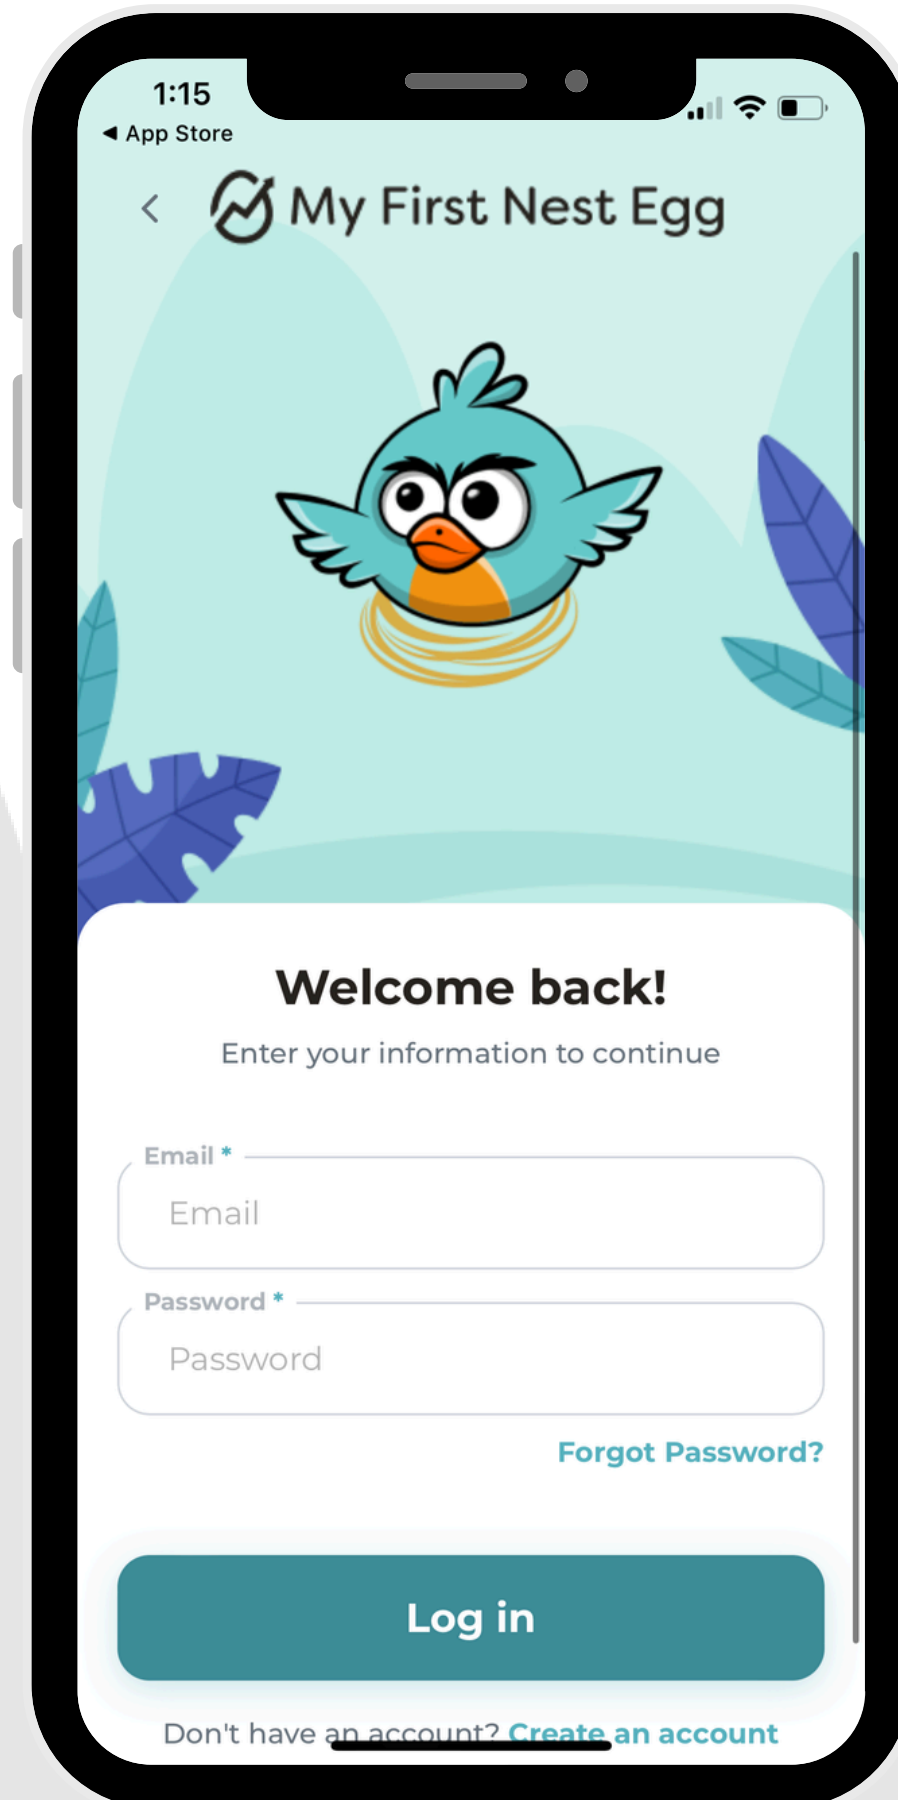 1:15
◀ App Store
My First Nest Egg
Welcome back!
Enter your information to continue
Email *
Email
Password *
Password
Forgot Password?
Log in
Don't have an account? Create an account